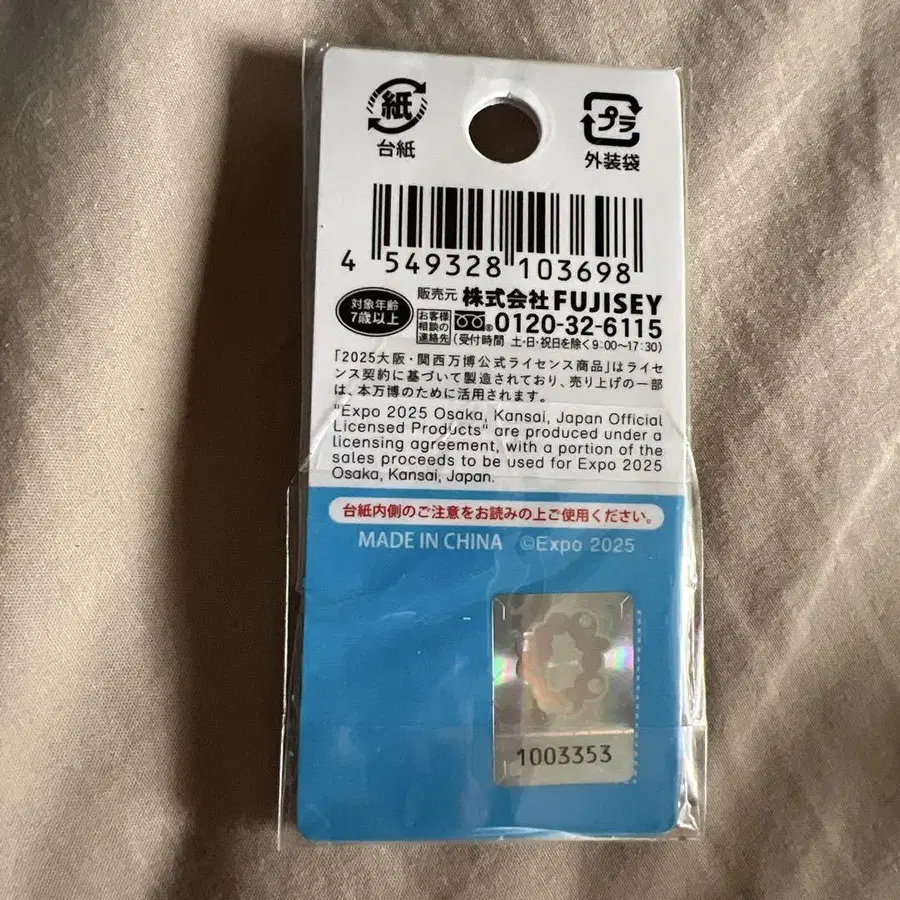 紙
台紙
プラ
外装袋
4 549328 103698
対象年齢
7歳以上
販売元 株式会社 FUJISEY
お客様
相談の
連絡先
0120-32-6115
(受付時間 土・日・祝日を除く9:00〜17:30)
「2025大阪・関西万博公式ライセンス商品」はライセ
ンス契約に基づいて製造されており、売り上げの一部
は、本万博のために活用されます。
"Expo 2025 Osaka, Kansai, Japan Official
Licensed Products" are produced under a
licensing agreement, with a portion of the
sales proceeds to be used for Expo 2025
Osaka, Kansai, Japan.
台紙内側のご注意をお読みの上ご使用ください。
MADE IN CHINA ©Expo 2025
1003353